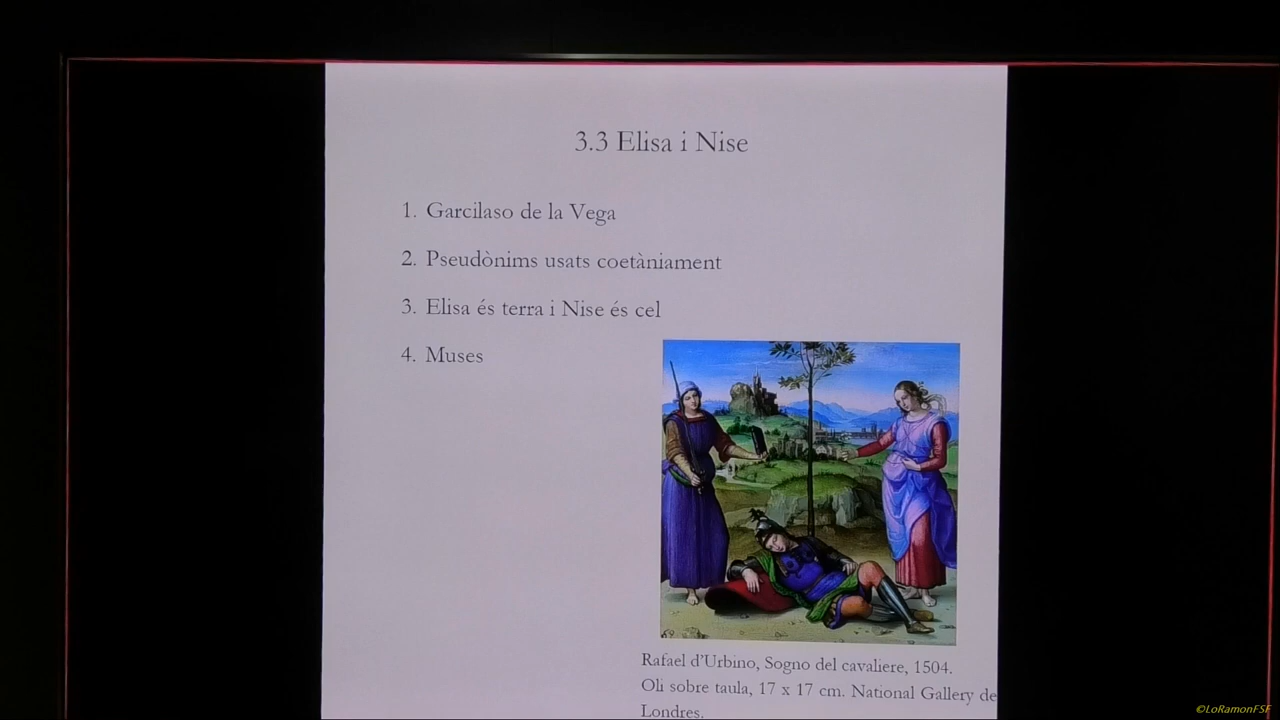 3.3 Elisa i Nise
1. Garcilaso de la Vega
2. Pseudònims usats coetàniament
3. Elisa és terra i Nise és cel
4. Muses
Rafael d'Urbino, Sogno del cavaliere, 1504.
Oli sobre taula, 17 x 17 cm. National Gallery de
Londres.
©LoRamonFSF